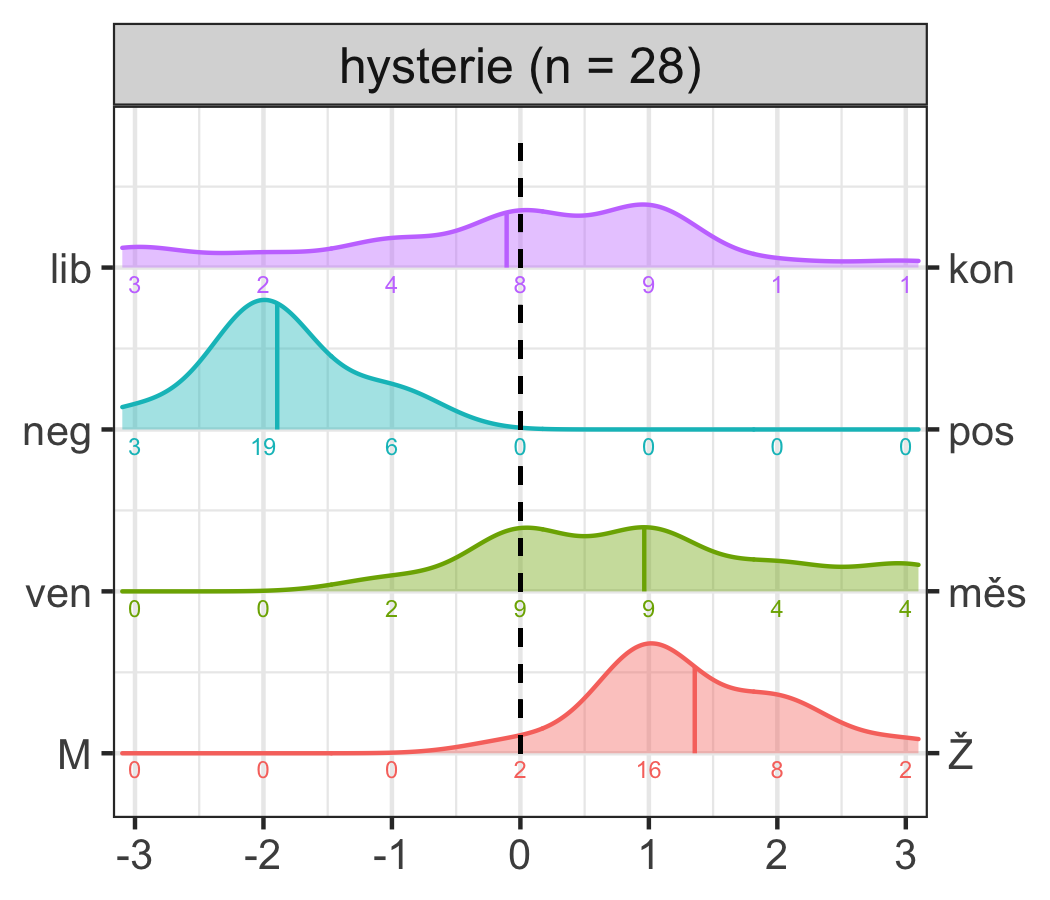 hysterie (n = 28)
lib kon
3 2 4 8 9 1 1
neg pos
3 19 6 0 0 0 0
ven měs
0 0 2 9 9 4 4
M Ž
0 0 0 2 16 8 2
-3 -2 -1 0 1 2 3